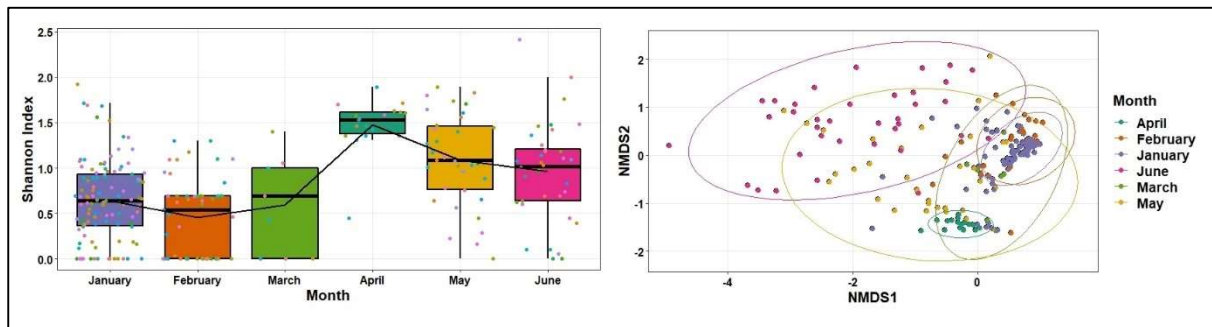 Shannon Index
2.5
2.0
1.5
1.0
0.5
0.0
January February March April May June
Month
NMDS2
2
1
0
-1
-2
-4 -2 0
NMDS1
Month
April
February
January
June
March
May